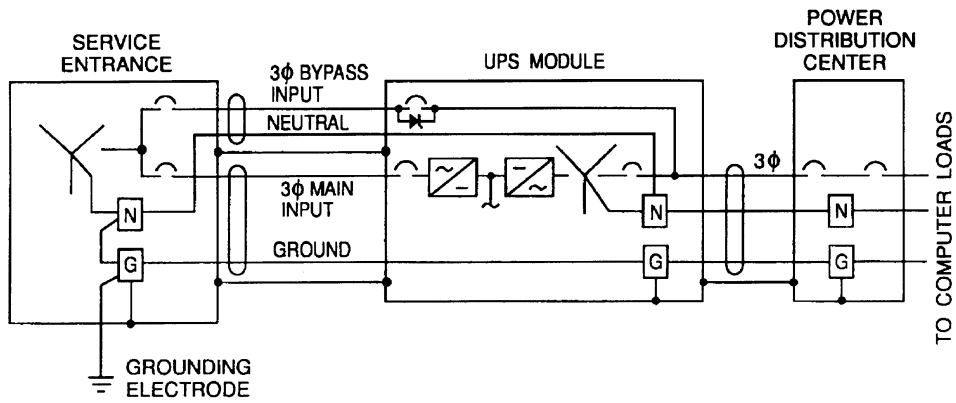 POWER
DISTRIBUTION
CENTER
SERVICE
ENTRANCE
UPS MODULE
3ϕ BYPASS
INPUT
NEUTRAL
3ϕ
3ϕ MAIN
INPUT
N
N
N
GROUND
G
G
G
TO COMPUTER LOADS
GROUNDING
ELECTRODE